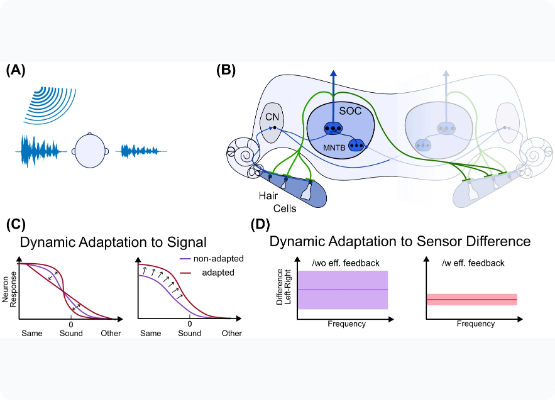 (A)
(B)
CN
SOC
MNTB
Hair
Cells
(C)
Dynamic Adaptation to Signal
non-adapted
adapted
Neuron
Response
0
Same
Sound
Other
0
Same
Sound
Other
(D)
Dynamic Adaptation to Sensor Difference
/wo eff. feedback
/w eff. feedback
Difference
Left-Right
Frequency
Frequency